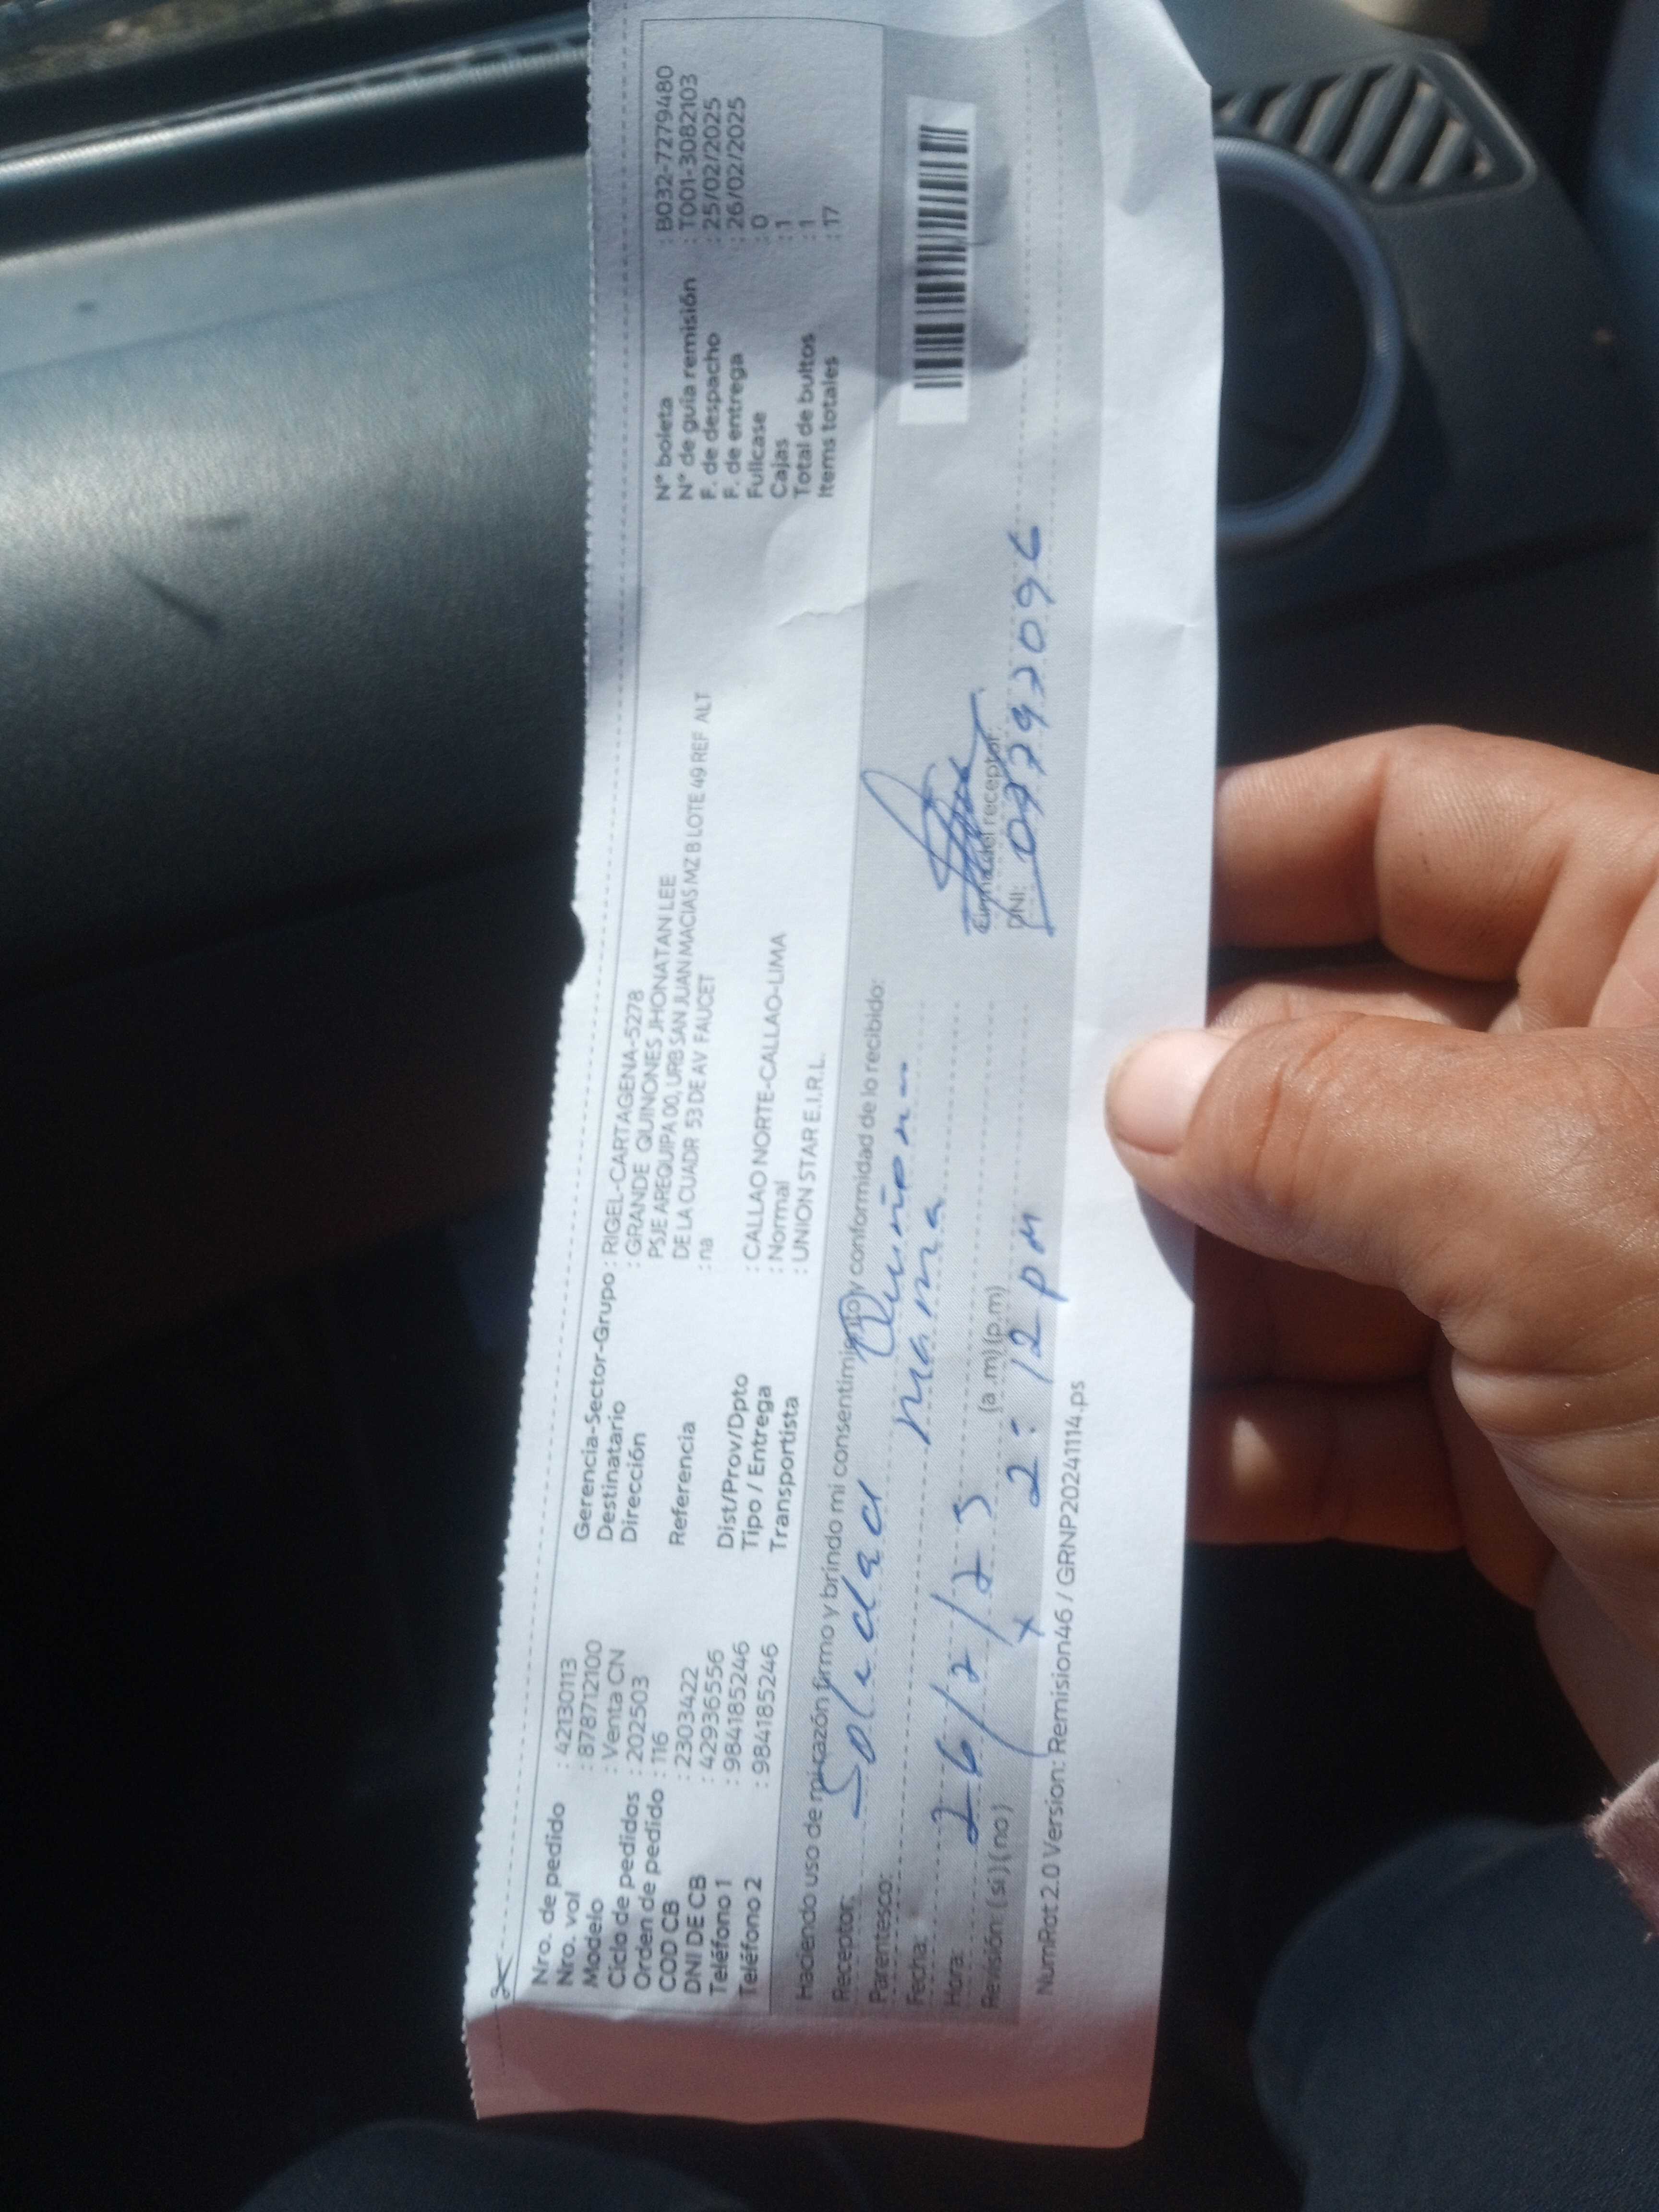 Nro. de pedido : 42130113
Nro. vol : 878712100
Modelo : Venta CN
Ciclo de pedidos : 202503
Orden de pedido : 116
COD CB : 2303422
DNI DE CB : 42936556
Teléfono 1 : 984185246
Teléfono 2 : 984185246
Gerencia-Sector-Grupo : RIGEL-CARTAGENA-5278
Destinatario : GRANDE QUINONES JHONATAN LEE
Dirección PSJE AREQUIPA 00, URB SAN JUAN MACIAS MZ B LOTE 49 REF ALT
DE LA CUADR 53 DE AV FAUCET
Referencia : na
Dist/Prov/Dpto : CALLAO NORTE-CALLAO-LIMA
Tipo / Entrega : Normal
Transportista : UNION STAR E.I.R.L.
N° boleta : B032-7279480
N° de guía remisión : T001-3082103
F. de despacho : 25/02/2025
F. de entrega : 26/02/2025
Fullcase : 0
Cajas : 1
Total de bultos : 1
Items totales : 17
Haciendo uso de mi razón firmo y brindo mi consentimiento y conformidad de lo recibido:
Receptor: Soledad
Parentesco: mama
Fecha: 26/2/25
Hora: (a .m) (p.m)
2:12 pm
Revisión: (si) (no) x
Firma del receptor
DNI:
NumRot 2.0 Version: Remision46 / GRNP20241114.ps